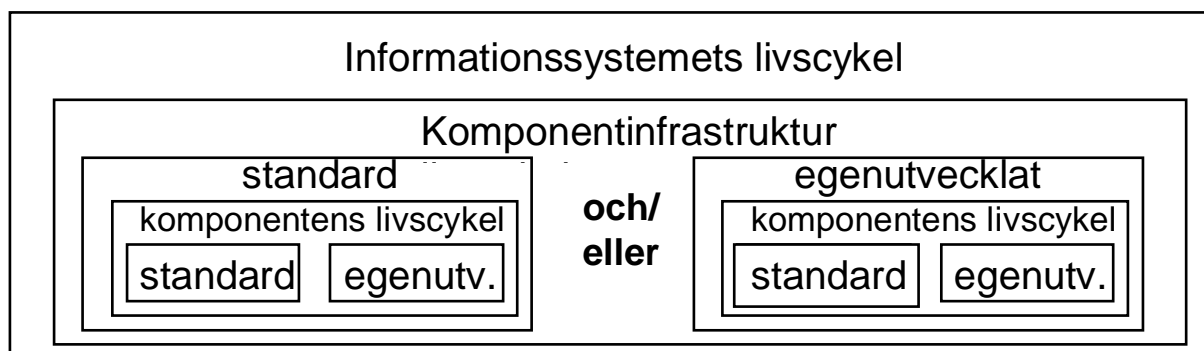 Informationssystemets livscykel
Komponentinfrastruktur
standard
komponentens livscykel
standard
egenutv.
och/
eller
egenutvecklat
komponentens livscykel
standard
egenutv.